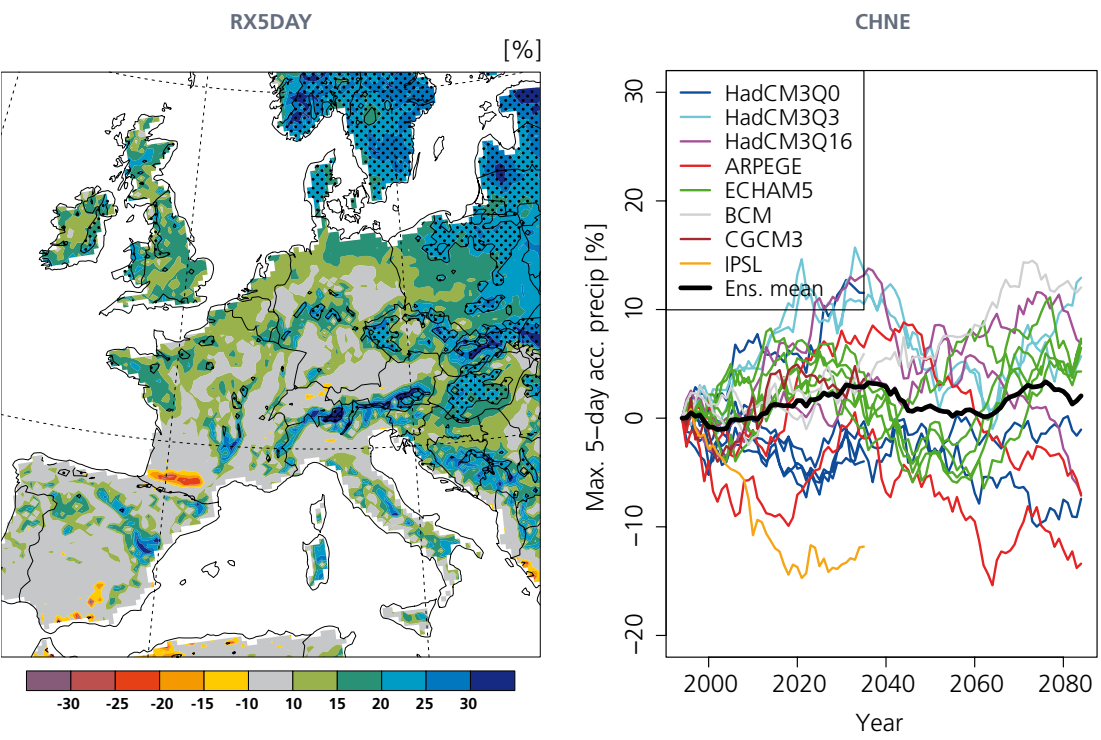 RX5DAY
[%]
-30 -25 -20 -15 -10 10 15 20 25 30
CHNE
HadCM3Q0
HadCM3Q3
HadCM3Q16
ARPEGE
ECHAM5
BCM
CGCM3
IPSL
Ens. mean
Max. 5–day acc. precip [%]
30
20
10
0
−10
−20
2000 2020 2040 2060 2080
Year